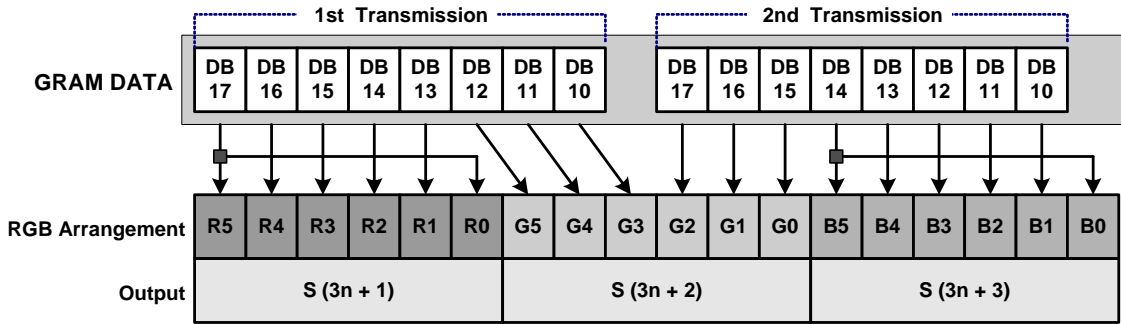 1st Transmission 2nd Transmission
GRAM DATA DB 17 DB 16 DB 15 DB 14 DB 13 DB 12 DB 11 DB 10 DB 17 DB 16 DB 15 DB 14 DB 13 DB 12 DB 11 DB 10
RGB Arrangement R5 R4 R3 R2 R1 R0 G5 G4 G3 G2 G1 G0 B5 B4 B3 B2 B1 B0
Output S (3n + 1) S (3n + 2) S (3n + 3)